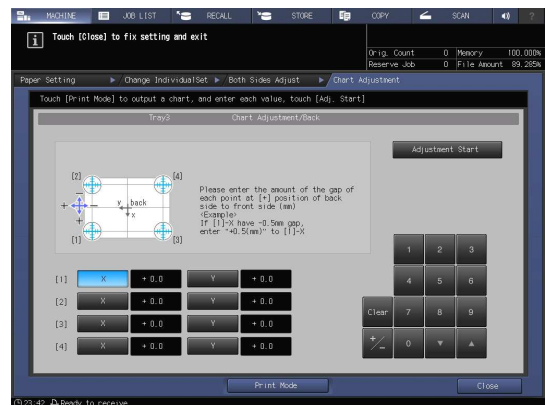 MACHINE JOB LIST RECALL STORE COPY SCAN ?
Touch [Close] to fix setting and exit
Orig. Count 0 Memory 100.000%
Reserve Job 0 File Amount 89.285%
Paper Setting Change IndividualSet Both Sides Adjust Chart Adjustment
Touch [Print Mode] to output a chart, and enter each value, touch [Adj. Start]
Tray3 Chart Adjustment/Back
Adjustment Start
[2] [4]
Please enter the amount of the gap of
each point at [+] position of back
side to front side (mm)
<Example>
If [1]-X have -0.5mm gap,
enter "+0.5(mm)" to [1]-X
- + - +
y back
x
[1] [3]
1 2 3
4 5 6
Clear 7 8 9
+/- 0 ▼ ▲
[1] X + 0.0 Y + 0.0
[2] X + 0.0 Y + 0.0
[3] X + 0.0 Y + 0.0
[4] X + 0.0 Y + 0.0
Print Mode Close
23:42 Ready to receive